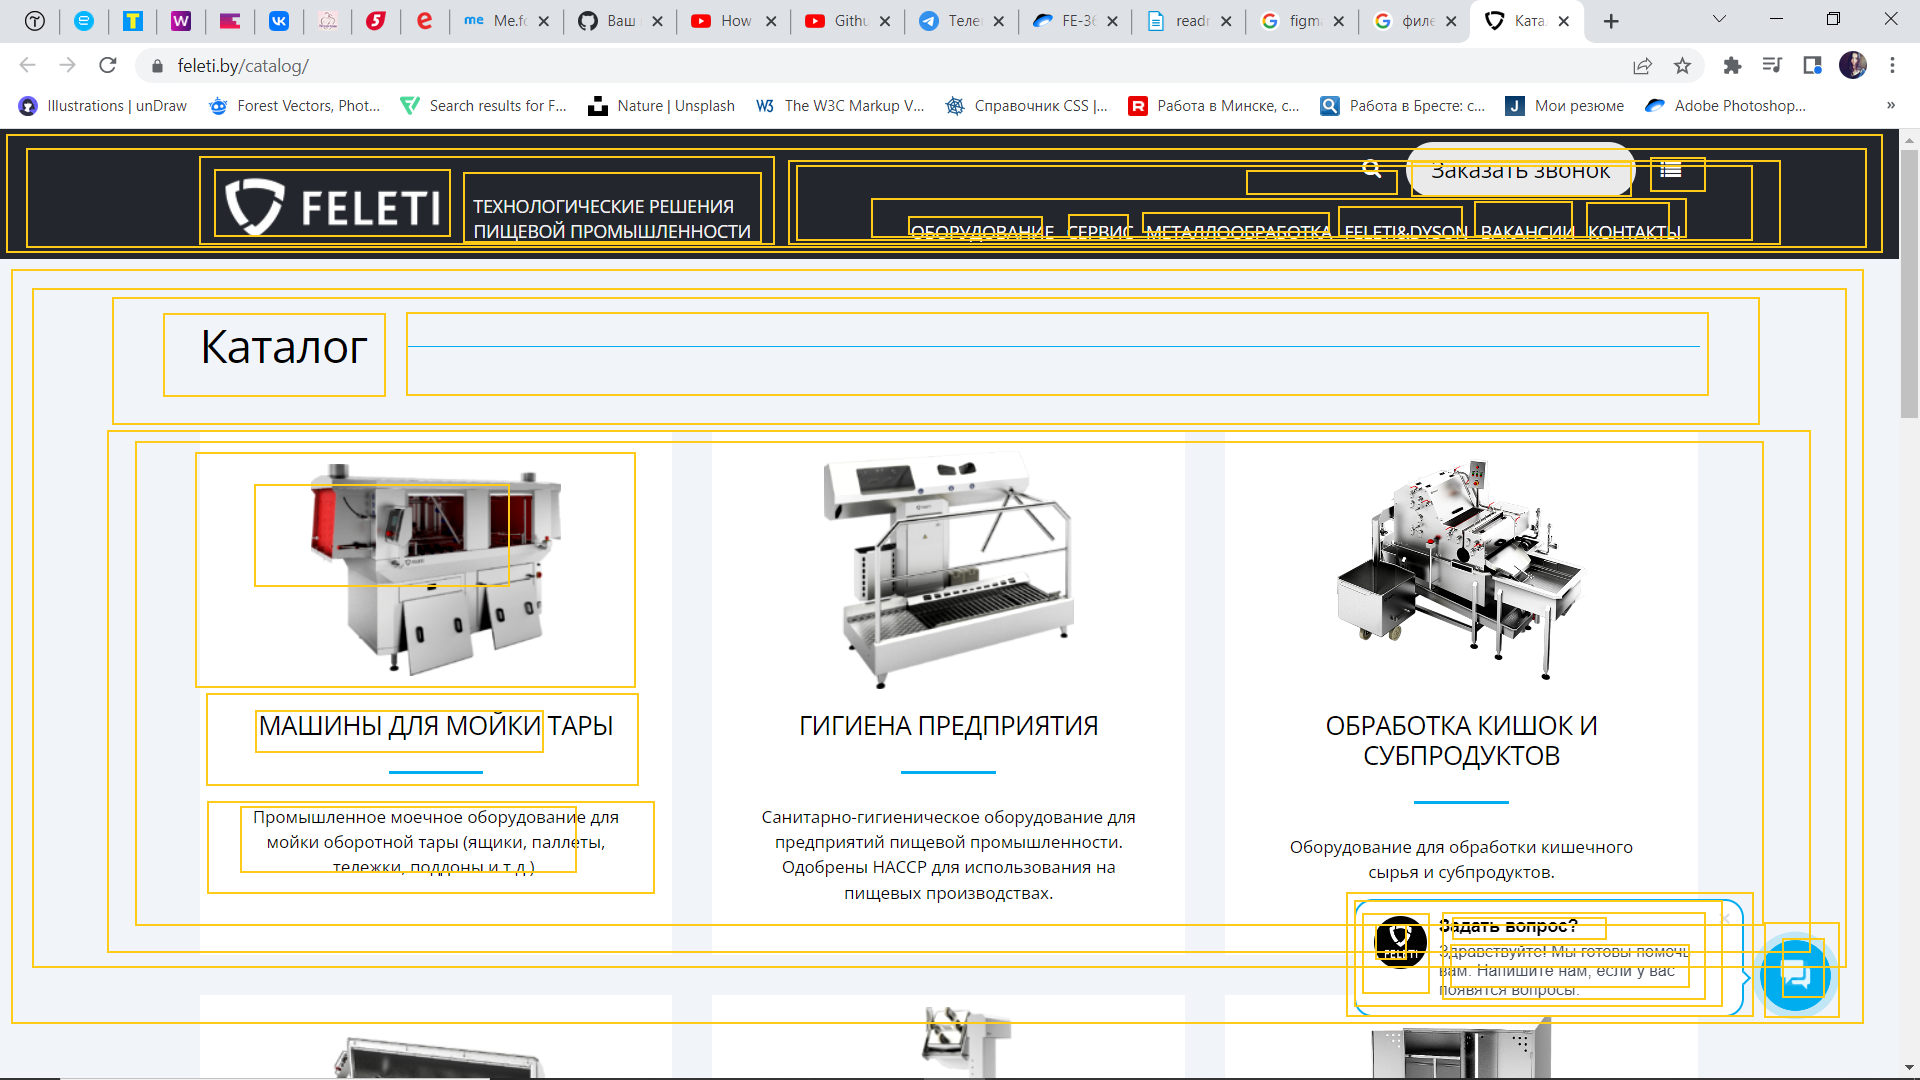 Me.fo
Ваш
How
Githu
Теле
FE-36
readr
figma
филе
Ката
feleti.by/catalog/
Illustrations | unDraw
Forest Vectors, Phot...
Search results for F...
Nature | Unsplash
The W3C Markup V...
Справочник CSS |...
Работа в Минске, с...
Работа в Бресте: с...
Мои резюме
Adobe Photoshop...
»
Заказать звонок
FELETI
ТЕХНОЛОГИЧЕСКИЕ РЕШЕНИЯ
ПИЩЕВОЙ ПРОМЫШЛЕННОСТИ
ОБОРУДОВАНИЕ СЕРВИС МЕТАЛЛООБРАБОТКА FELETI&DYSON ВАКАНСИИ КОНТАКТЫ
Каталог
МАШИНЫ ДЛЯ МОЙКИ ТАРЫ
Промышленное моечное оборудование для
мойки оборотной тары (ящики, паллеты,
тележки, поддоны и т.д.)
ГИГИЕНА ПРЕДПРИЯТИЯ
Санитарно-гигиеническое оборудование для
предприятий пищевой промышленности.
Одобрены HACCP для использования на
пищевых производствах.
ОБРАБОТКА КИШОК И
СУБПРОДУКТОВ
Оборудование для обработки кишечного
сырья и субпродуктов.
FELETI
Задать вопрос?
Здравствуйте! Мы готовы помочь
вам. Напишите нам, если у вас
появятся вопросы.